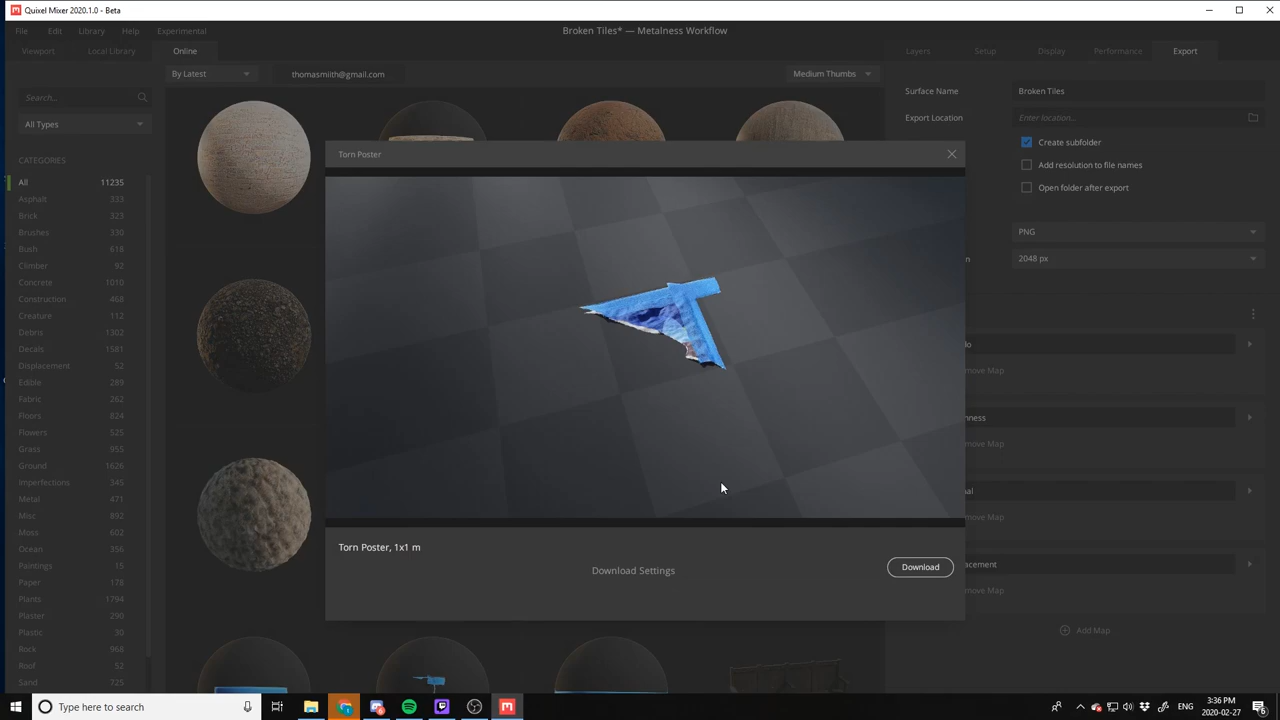 Quixel Mixer 2020.1.0 - Beta
File Edit Library Help Experimental
Broken Tiles* — Metalness Workflow
Viewport Local Library Online
Layers Setup Display Performance Export
By Latest
thomasmiith@gmail.com
Medium Thumbs
Search...
All Types
CATEGORIES
All 11235
Asphalt 333
Brick 323
Brushes 330
Bush 618
Climber 92
Concrete 1010
Construction 468
Creature 112
Debris 1302
Decals 1581
Displacement 52
Edible 289
Fabric 262
Floors 824
Flowers 525
Grass 955
Ground 1626
Imperfections 345
Metal 471
Misc 892
Moss 602
Ocean 356
Paintings 15
Paper 178
Plants 1794
Plaster 290
Plastic 30
Rock 968
Roof 52
Sand 725
Torn Poster
Torn Poster, 1x1 m
Download Settings
Download
Surface Name Broken Tiles
Export Location Enter location...
Create subfolder
Add resolution to file names
Open folder after export
PNG
2048 px
Add Map
Type here to search
ENG
3:36 PM
2020-02-27
6